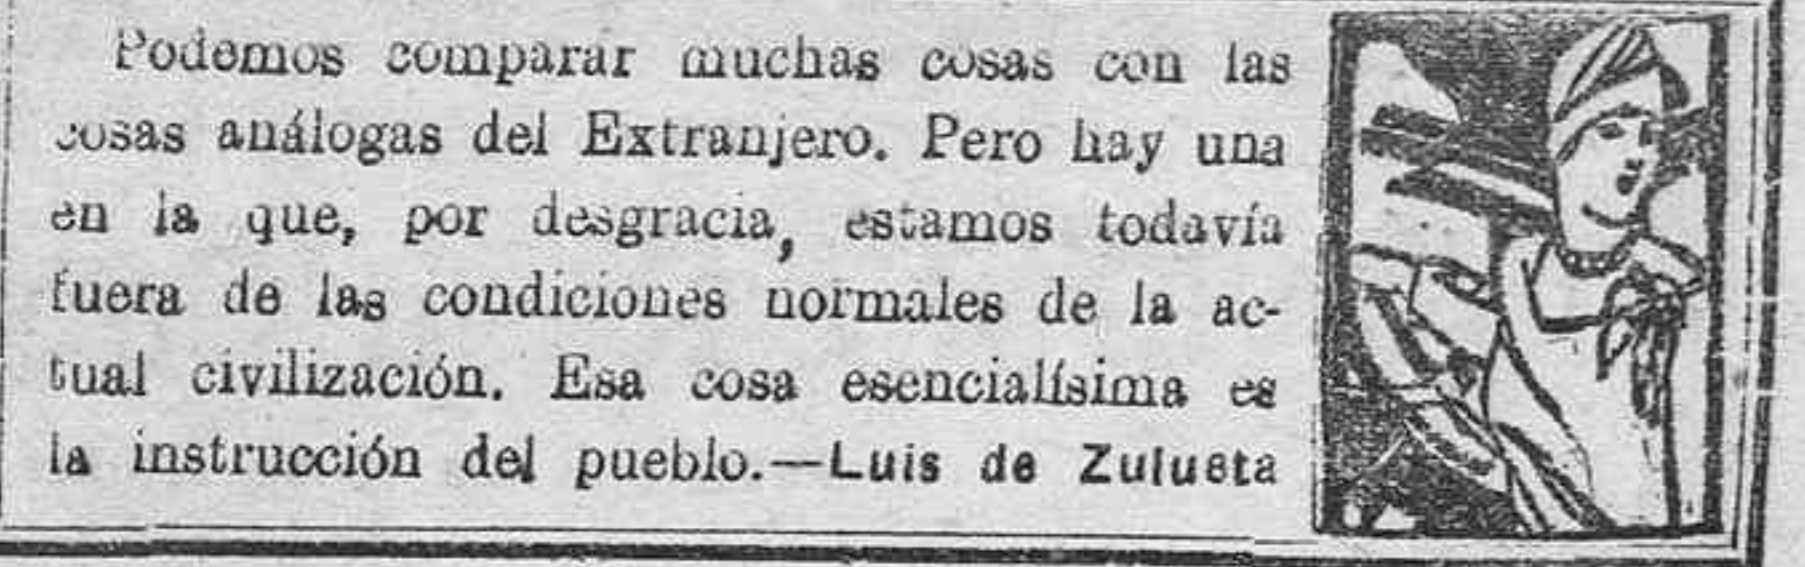 Podemos comparar muchas cosas con las
cosas análogas del Extranjero. Pero hay una
en la que, por desgracia, estamos todavía
fuera de las condiciones normales de la ac-
tual civilización. Esa cosa esencialísima es
la instrucción del pueblo.—Luis de Zulueta